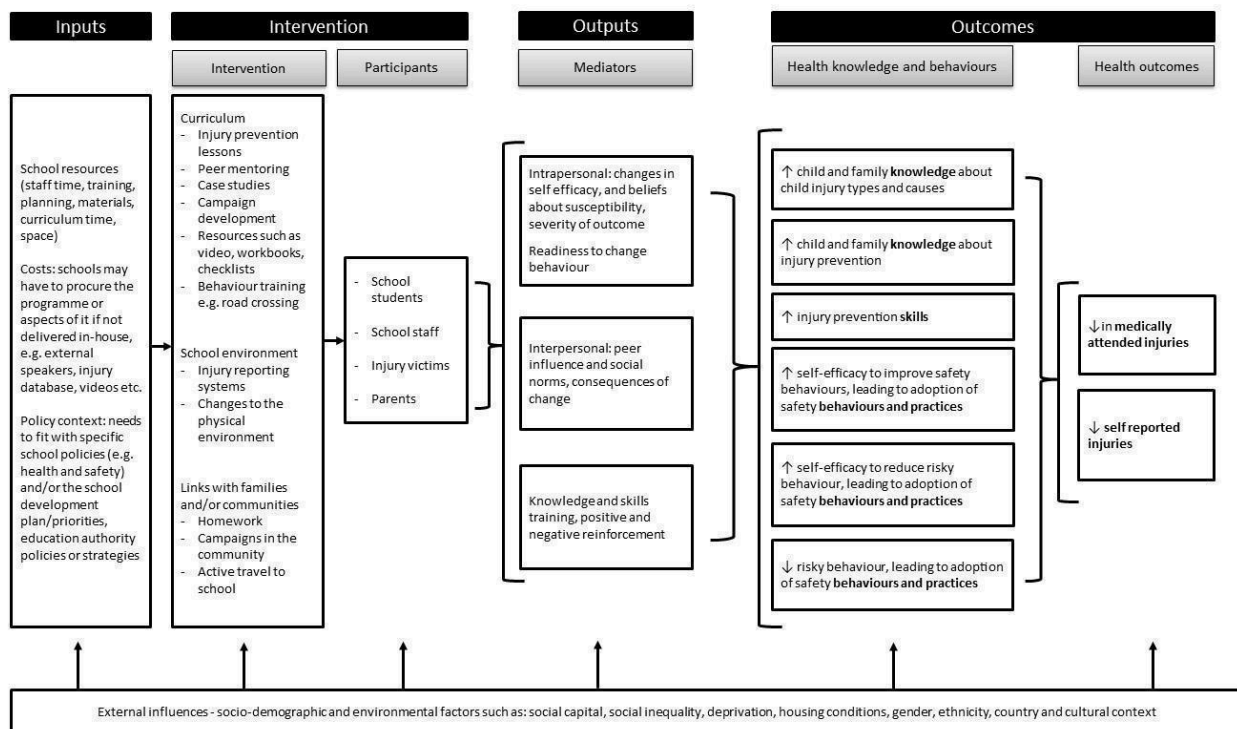 Inputs
Intervention
Outputs
Outcomes
Intervention
Participants
Mediators
Health knowledge and behaviours
Health outcomes
School resources
(staff time, training,
planning, materials,
curriculum time,
space)
Costs: schools may
have to procure the
programme or
aspects of it if not
delivered in-house,
e.g. external
speakers, injury
database, videos etc.
Policy context: needs
to fit with specific
school policies (e.g.
health and safety)
and/or the school
development
plan/priorities,
education authority
policies or strategies
Curriculum
- Injury prevention
lessons
- Peer mentoring
- Case studies
- Campaign
development
- Resources such as
video, workbooks,
checklists
- Behaviour training
e.g. road crossing
School environment
- Injury reporting
systems
- Changes to the
physical
environment
Links with families
and/or communities
- Homework
- Campaigns in the
community
- Active travel to
school
- School
students
- School staff
- Injury victims
- Parents
Intrapersonal: changes in
self efficacy, and beliefs
about susceptibility,
severity of outcome
Readiness to change
behaviour
Interpersonal: peer
influence and social
norms, consequences of
change
Knowledge and skills
training, positive and
negative reinforcement
↑ child and family knowledge about
child injury types and causes
↑ child and family knowledge about
injury prevention
↑ injury prevention skills
↑ self-efficacy to improve safety
behaviours, leading to adoption of
safety behaviours and practices
↑ self-efficacy to reduce risky
behaviour, leading to adoption of
safety behaviours and practices
↓ risky behaviour, leading to adoption
of safety behaviours and practices
↓ in medically
attended injuries
↓ self reported
injuries
External influences - socio-demographic and environmental factors such as: social capital, social inequality, deprivation, housing conditions, gender, ethnicity, country and cultural context